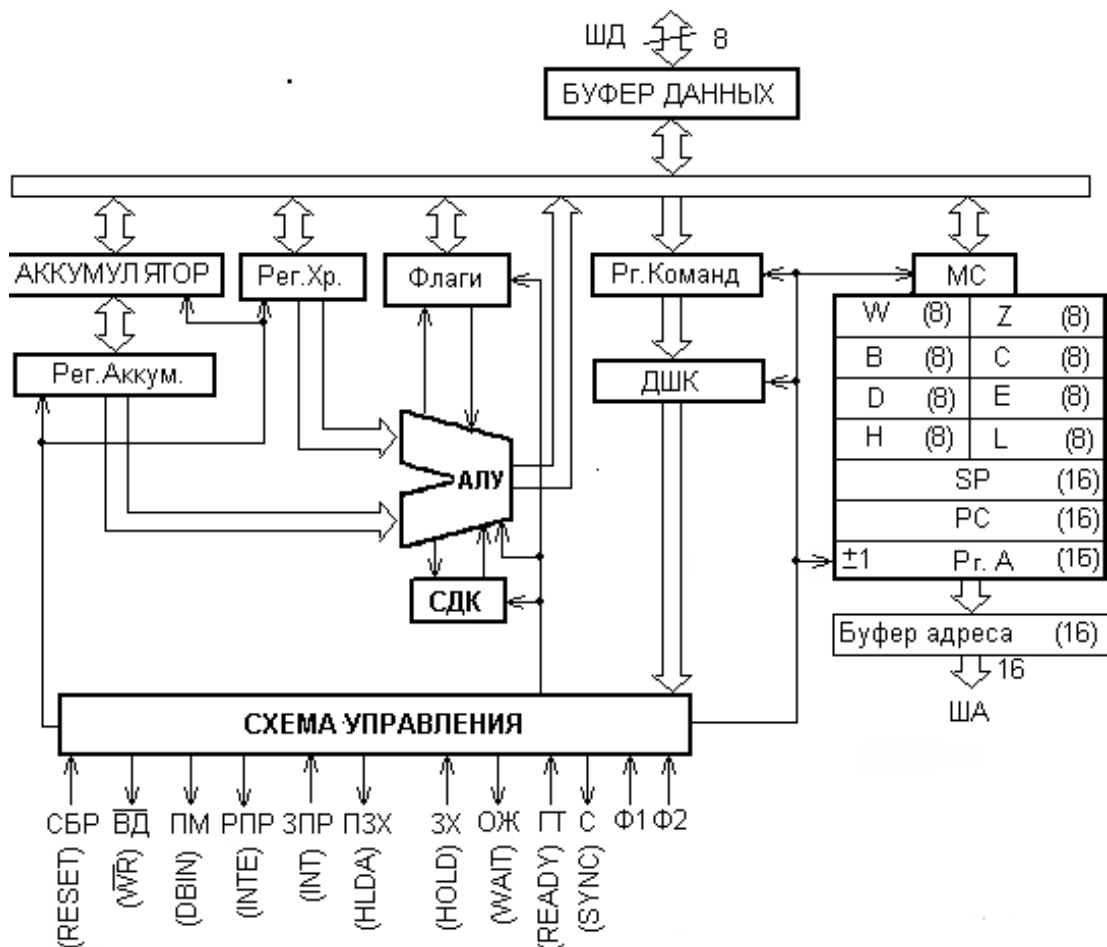 ШД 8
БУФЕР ДАННЫХ
АККУМУЛЯТОР Рег.Хр. Флаги Рг.Команд МС
W (8) Z (8)
Рег.Аккум. ДШК B (8) C (8)
D (8) E (8)
H (8) L (8)
АЛУ SP (16)
PC (16)
±1 Рг. А (16)
СДК
Буфер адреса (16)
16
ША
СХЕМА УПРАВЛЕНИЯ
СБР ВД ПМ РПР ЗПР ПЗХ ЗХ ОЖ ГТ С Ф1 Ф2
(RESET) (WR) (DBIN) (INTE) (INT) (HLDA) (HOLD) (WAIT) (READY) (SYNC)